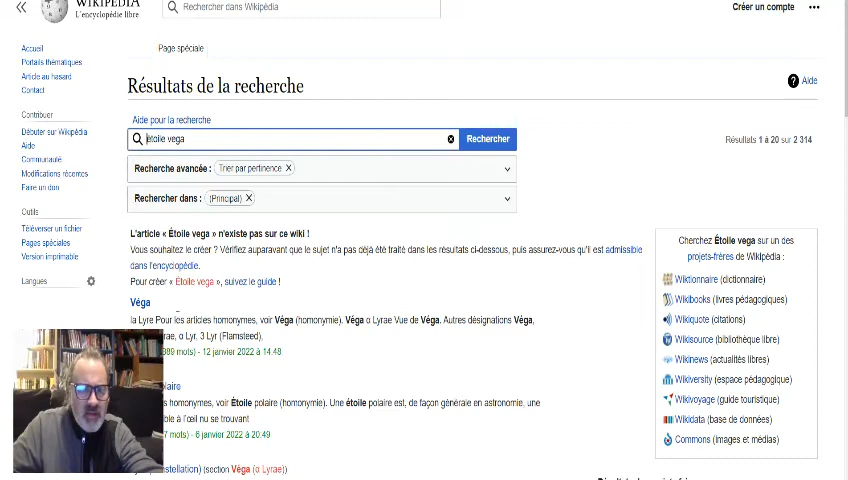 WIKIPÉDIA
L'encyclopédie libre
Rechercher dans Wikipédia
Créer un compte
Accueil
Portails thématiques
Article au hasard
Contact
Contribuer
Débuter sur Wikipédia
Aide
Communauté
Modifications récentes
Faire un don
Outils
Téléverser un fichier
Pages spéciales
Version imprimable
Langues
Page spéciale
Résultats de la recherche
Aide
Aide pour la recherche
étoile vega
Rechercher
Résultats 1 à 20 sur 2 314
Recherche avancée : Trier par pertinence
Rechercher dans : (Principal)
L'article « Étoile vega » n'existe pas sur ce wiki !
Vous souhaitez le créer ? Vérifiez auparavant que le sujet n'a pas déjà été traité dans les résultats ci-dessous, puis assurez-vous qu'il est admissible
dans l'encyclopédie.
Pour créer « Étoile vega », suivez le guide !
Véga
la Lyre Pour les articles homonymes, voir Véga (homonymie). Véga α Lyrae Vue de Véga. Autres désignations Véga,
α Lyr, 3 Lyr (Flamsteed),
mots) - 12 janvier 2022 à 14:48
homonymes, voir Étoile polaire (homonymie). Une étoile polaire est, de façon générale en astronomie, une
à l'œil nu se trouvant
mots) - 6 janvier 2022 à 20:49
(section Véga (α Lyrae))
Cherchez Étoile vega sur un des
projets-frères de Wikipédia :
Wiktionnaire (dictionnaire)
Wikibooks (livres pédagogiques)
Wikiquote (citations)
Wikisource (bibliothèque libre)
Wikinews (actualités libres)
Wikiversity (espace pédagogique)
Wikivoyage (guide touristique)
Wikidata (base de données)
Commons (images et médias)